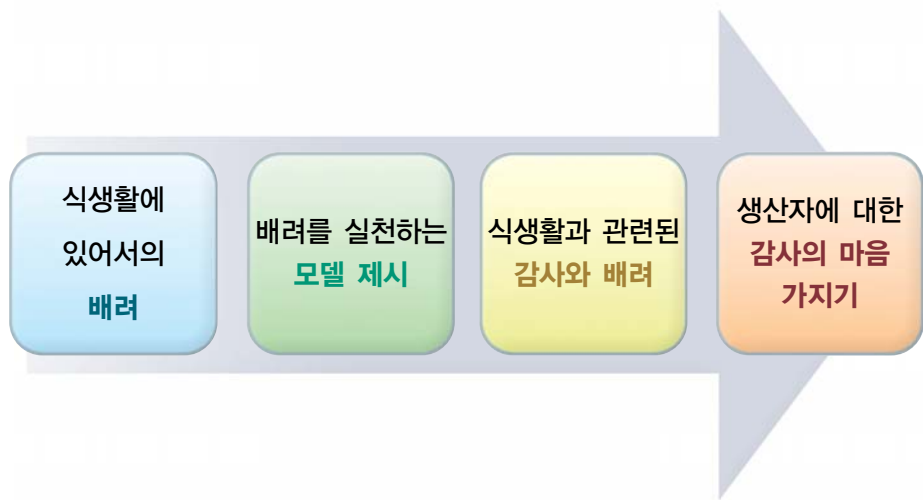 식생활에
있어서의
배려
배려를 실천하는
모델 제시
식생활과 관련된
감사와 배려
생산자에 대한
감사의 마음
가지기